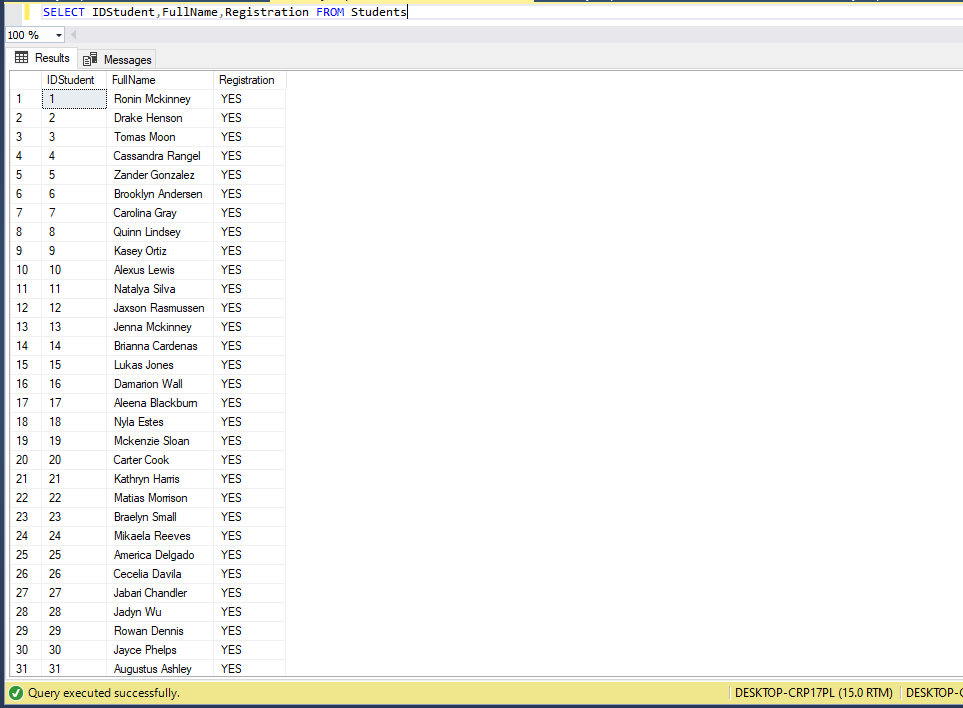 SELECT IDStudent,FullName,Registration FROM Students
100 %
Results Messages
IDStudent FullName Registration
1 1 Ronin Mckinney YES
2 2 Drake Henson YES
3 3 Tomas Moon YES
4 4 Cassandra Rangel YES
5 5 Zander Gonzalez YES
6 6 Brooklyn Andersen YES
7 7 Carolina Gray YES
8 8 Quinn Lindsey YES
9 9 Kasey Ortiz YES
10 10 Alexus Lewis YES
11 11 Natalya Silva YES
12 12 Jaxson Rasmussen YES
13 13 Jenna Mckinney YES
14 14 Brianna Cardenas YES
15 15 Lukas Jones YES
16 16 Damarion Wall YES
17 17 Aleena Blackburn YES
18 18 Nyla Estes YES
19 19 Mckenzie Sloan YES
20 20 Carter Cook YES
21 21 Kathryn Harris YES
22 22 Matias Morrison YES
23 23 Braelyn Small YES
24 24 Mikaela Reeves YES
25 25 America Delgado YES
26 26 Cecelia Davila YES
27 27 Jabari Chandler YES
28 28 Jadyn Wu YES
29 29 Rowan Dennis YES
30 30 Jayce Phelps YES
31 31 Augustus Ashley YES
Query executed successfully. DESKTOP-CRP17PL (15.0 RTM) DESKTOP-